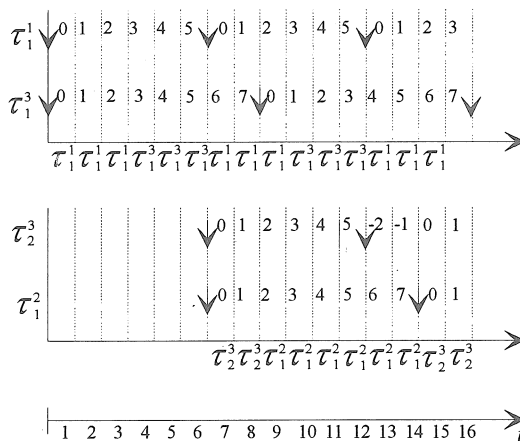 τ₁¹ 0 1 2 3 4 5 0 1 2 3 4 5 0 1 2 3
τ₁³ 0 1 2 3 4 5 6 7 0 1 2 3 4 5 6 7
τ₁¹ τ₁¹ τ₁¹ τ₁³ τ₁³ τ₁³ τ₁¹ τ₁¹ τ₁¹ τ₁³ τ₁³ τ₁³ τ₁¹ τ₁¹ τ₁¹
τ₂³ 0 1 2 3 4 5 -2 -1 0 1
τ₁² 0 1 2 3 4 5 6 7 0 1
τ₂³ τ₂³ τ₁² τ₁² τ₁² τ₁² τ₁² τ₁² τ₂³ τ₂³
1 2 3 4 5 6 7 8 9 10 11 12 13 14 15 16